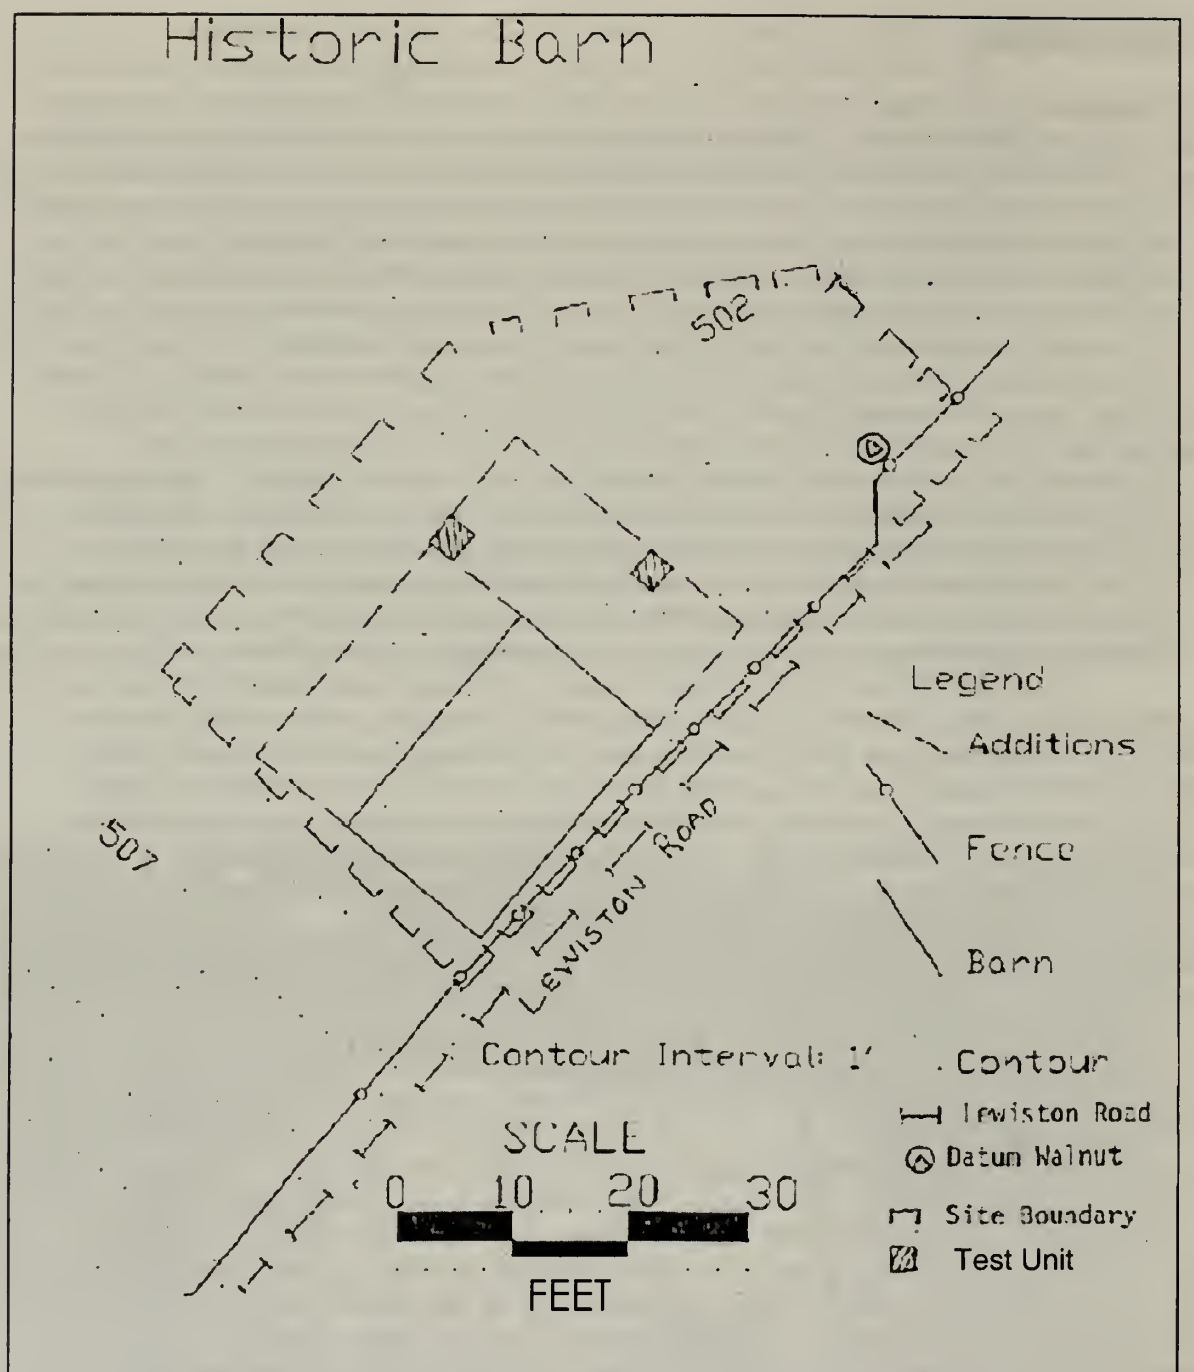 Historic Barn
502
507
LEWISTON ROAD
Legend
Additions
Fence
Barn
Contour Interval: 1'
Contour
Lewiston Road
Datum Walnut
Site Boundary
Test Unit
SCALE
0 10 20 30
FEET